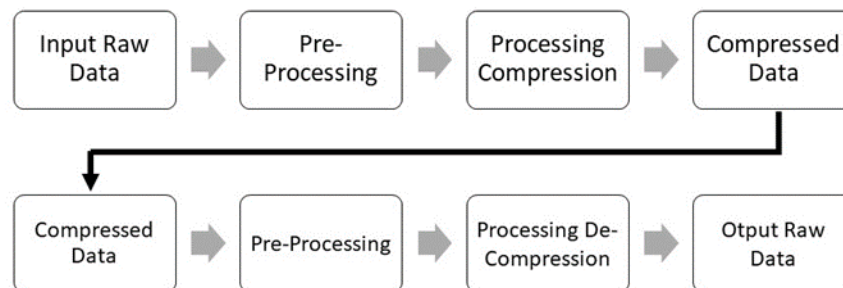 Input Raw
Data
Pre-
Processing
Processing
Compression
Compressed
Data
Compressed
Data
Pre-Processing
Processing De-
Compression
Otput Raw
Data